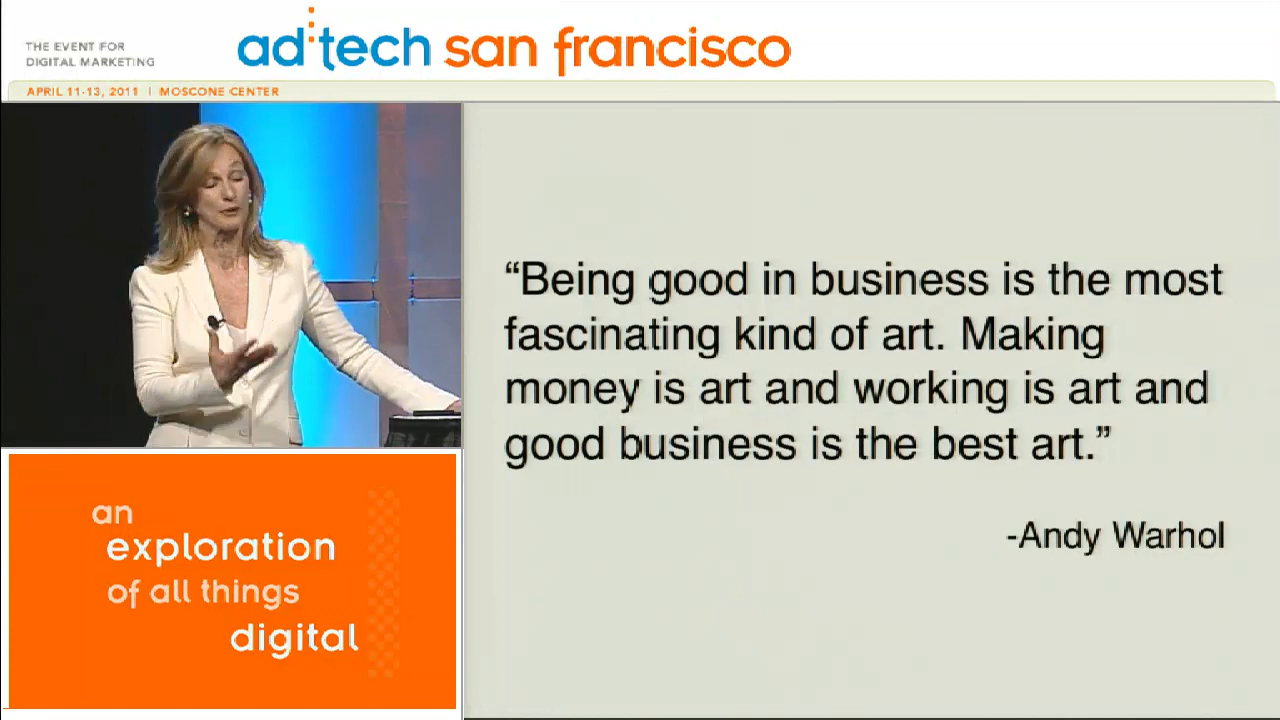 THE EVENT FOR
DIGITAL MARKETING
ad:tech san francisco
APRIL 11-13, 2011 | MOSCONE CENTER
“Being good in business is the most
fascinating kind of art. Making
money is art and working is art and
good business is the best art.”
-Andy Warhol
an
exploration
of all things
digital